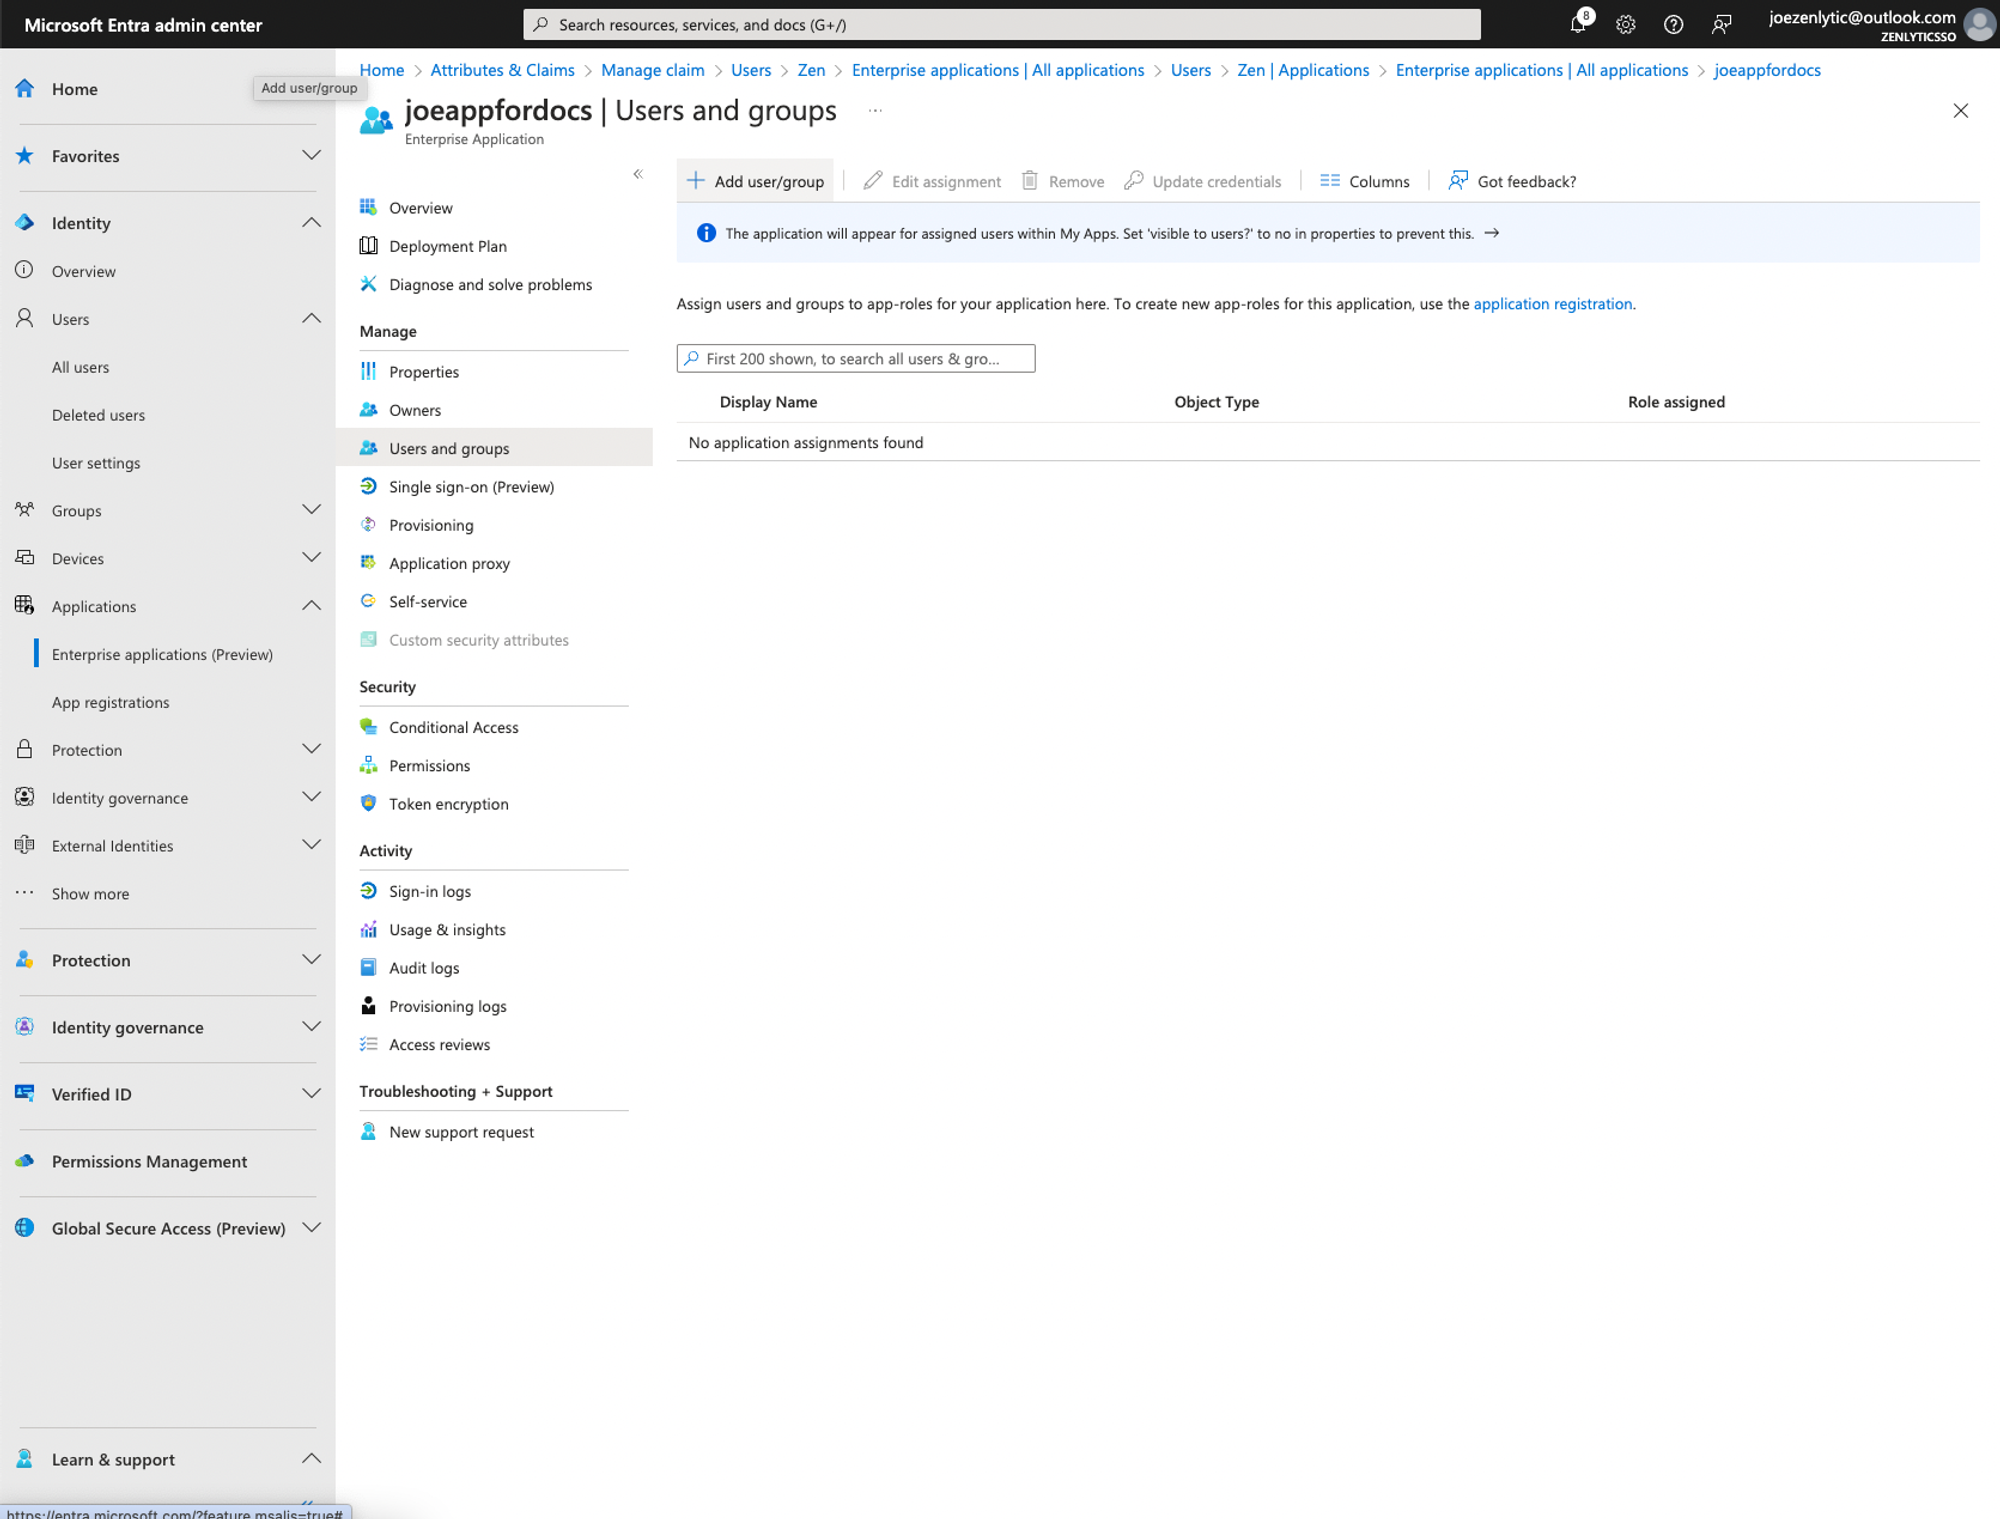 Microsoft Entra admin center
Search resources, services, and docs (G+/)
8
joezenlytic@outlook.com
ZENLYTICSSO
Home
Add user/group
Favorites
Identity
Overview
Users
All users
Deleted users
User settings
Groups
Devices
Applications
Enterprise applications (Preview)
App registrations
Protection
Identity governance
External Identities
Show more
Protection
Identity governance
Verified ID
Permissions Management
Global Secure Access (Preview)
Learn & support
https://entra.microsoft.com/?feature.msaljs=true#
Home > Attributes & Claims > Manage claim > Users > Zen > Enterprise applications | All applications > Users > Zen | Applications > Enterprise applications | All applications > joeappfordocs
joeappfordocs | Users and groups ...
Enterprise Application
Overview
Deployment Plan
Diagnose and solve problems
Manage
Properties
Owners
Users and groups
Single sign-on (Preview)
Provisioning
Application proxy
Self-service
Custom security attributes
Security
Conditional Access
Permissions
Token encryption
Activity
Sign-in logs
Usage & insights
Audit logs
Provisioning logs
Access reviews
Troubleshooting + Support
New support request
Add user/group Edit assignment Remove Update credentials Columns Got feedback?
The application will appear for assigned users within My Apps. Set 'visible to users?' to no in properties to prevent this. →
Assign users and groups to app-roles for your application here. To create new app-roles for this application, use the application registration.
First 200 shown, to search all users & gro...
Display Name Object Type Role assigned
No application assignments found